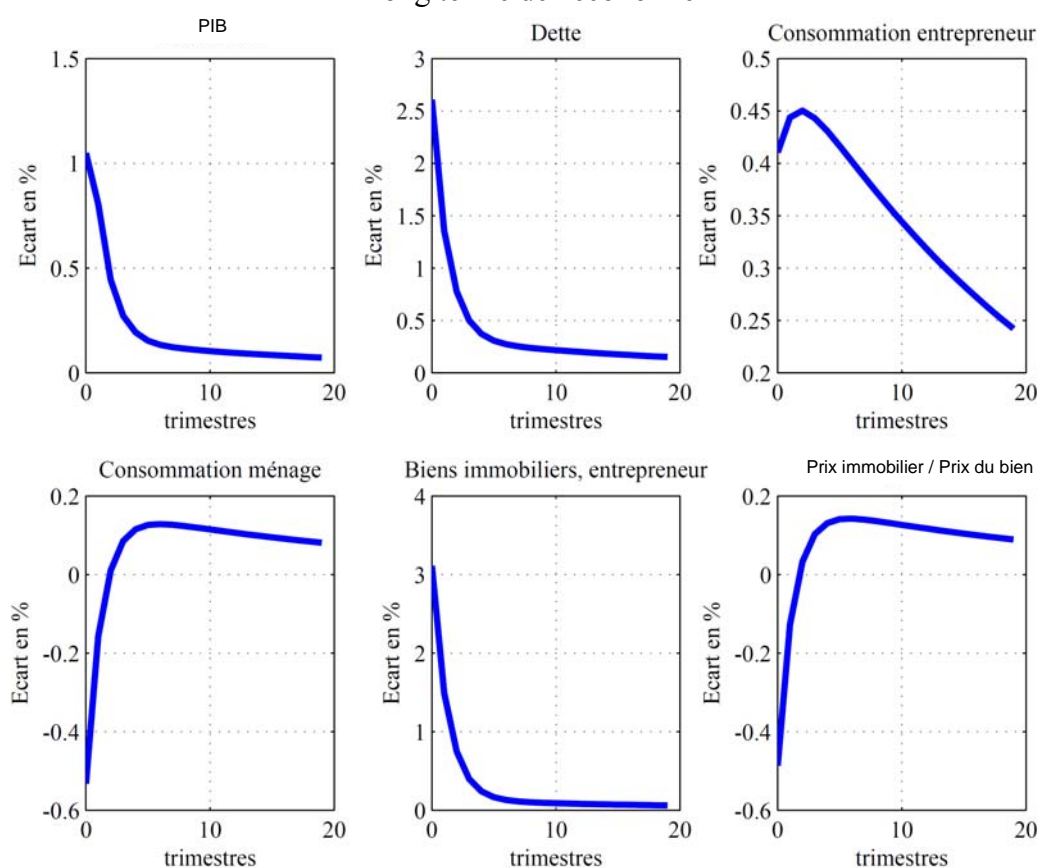 PIB
Dette
Consommation entrepreneur
1.5
1
0.5
0
Ecart en %
0 10 20
trimestres
3
2.5
2
1.5
1
0.5
0
Ecart en %
0 10 20
trimestres
0.5
0.45
0.4
0.35
0.3
0.25
0.2
Ecart en %
0 10 20
trimestres
Consommation ménage
Biens immobiliers, entrepreneur
Prix immobilier / Prix du bien
0.2
0
-0.2
-0.4
-0.6
Ecart en %
0 10 20
trimestres
4
3
2
1
0
Ecart en %
0 10 20
trimestres
0.2
0
-0.2
-0.4
-0.6
Ecart en %
0 10 20
trimestres